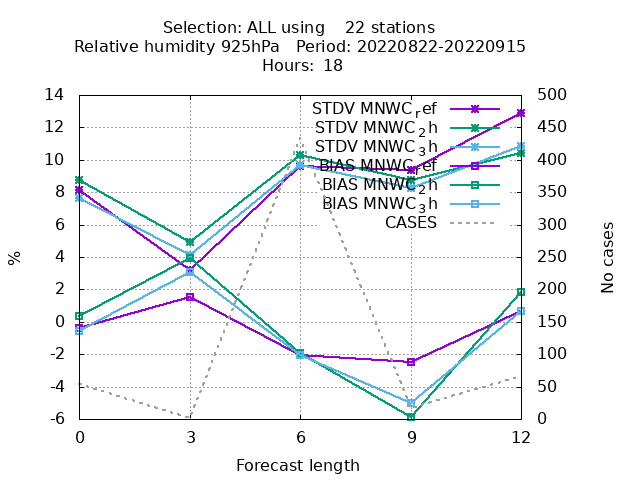 Selection: ALL using 22 stations
Relative humidity 925hPa Period: 20220822-20220915
Hours: 18
14
12
10
8
6
4
2
0
-2
-4
-6
%
500
450
400
350
300
250
200
150
100
50
0
No cases
STDV MNWC_ref
STDV MNWC_2h
STDV MNWC_3h
BIAS MNWC_ref
BIAS MNWC_2h
BIAS MNWC_3h
CASES
0 3 6 9 12
Forecast length